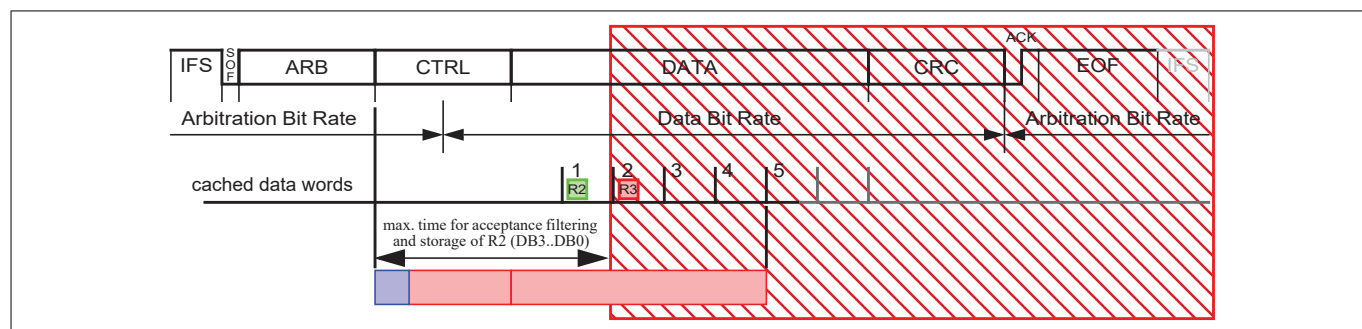 ACK
IFS SOF ARB CTRL DATA CRC EOF IFS
Arbitration Bit Rate Data Bit Rate Arbitration Bit Rate
1 2 3 4 5
cached data words R2 R3
max. time for acceptance filtering
and storage of R2 (DB3..DB0)